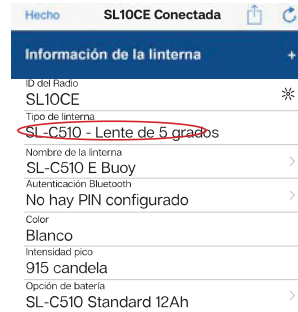 Hecho SL10CE Conectada
Información de la linterna +
ID del Radio
SL10CE
Tipo de linterna
SL-C510 - Lente de 5 grados
Nombre de la linterna
SL-C510 E Buoy
Autenticación Bluetooth
No hay PIN configurado
Color
Blanco
Intensidad pico
915 candela
Opción de batería
SL-C510 Standard 12Ah